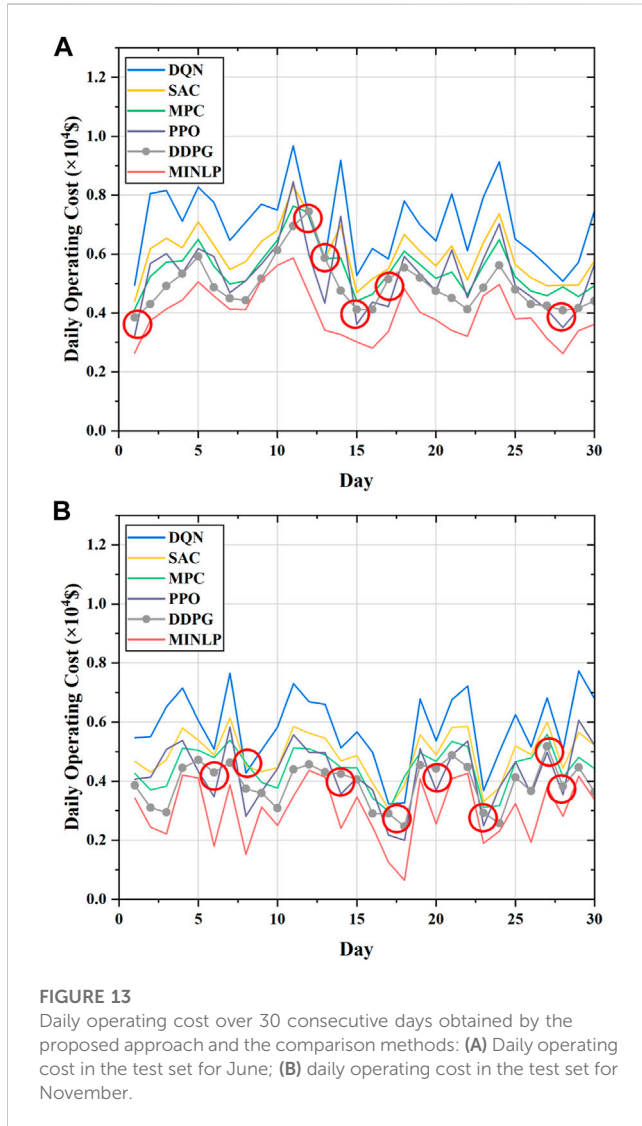 A
Daily Operating Cost (×10⁴$)
1.2
1.0
0.8
0.6
0.4
0.2
0.0
DQN
SAC
MPC
PPO
DDPG
MINLP
0 5 10 15 20 25 30
Day
B
Daily Operating Cost (×10⁴$)
1.2
1.0
0.8
0.6
0.4
0.2
0.0
DQN
SAC
MPC
PPO
DDPG
MINLP
0 5 10 15 20 25 30
Day
FIGURE 13
Daily operating cost over 30 consecutive days obtained by the
proposed approach and the comparison methods: (A) Daily operating
cost in the test set for June; (B) daily operating cost in the test set for
November.